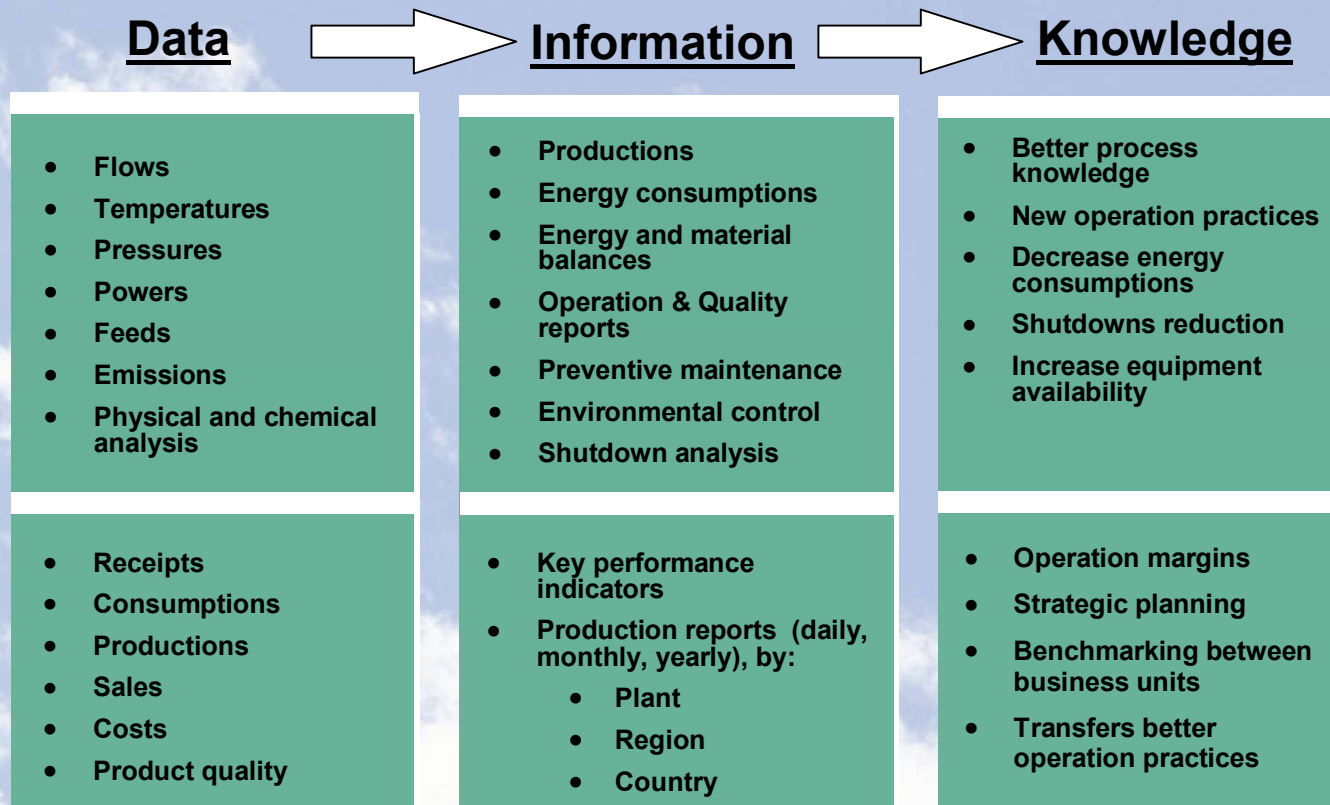 Data
Information
Knowledge
• Flows
• Temperatures
• Pressures
• Powers
• Feeds
• Emissions
• Physical and chemical
analysis
• Productions
• Energy consumptions
• Energy and material
balances
• Operation & Quality
reports
• Preventive maintenance
• Environmental control
• Shutdown analysis
• Better process
knowledge
• New operation practices
• Decrease energy
consumptions
• Shutdowns reduction
• Increase equipment
availability
• Receipts
• Consumptions
• Productions
• Sales
• Costs
• Product quality
• Key performance
indicators
• Production reports (daily,
monthly, yearly), by:
• Plant
• Region
• Country
• Operation margins
• Strategic planning
• Benchmarking between
business units
• Transfers better
operation practices